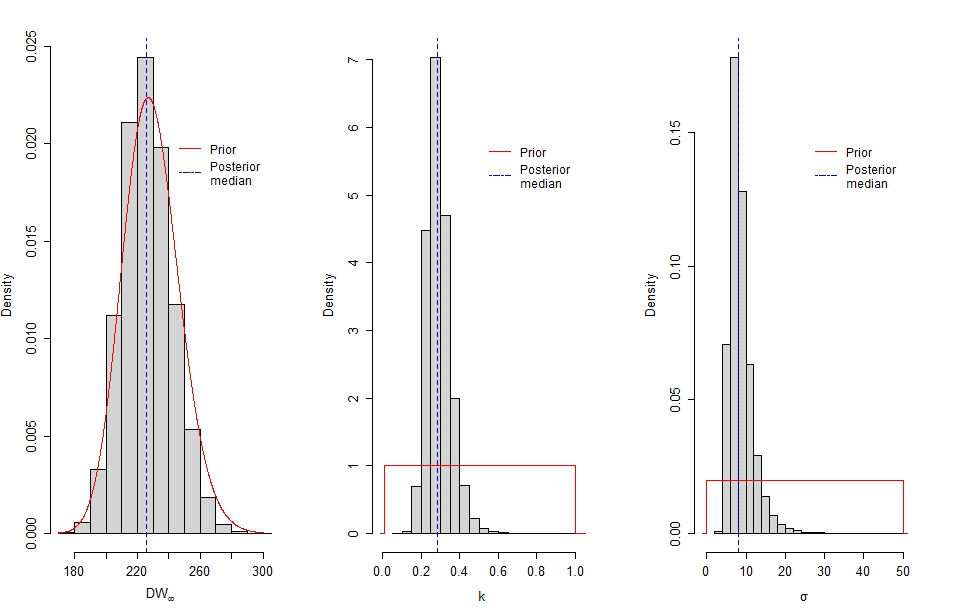 Density
0.000
0.005
0.010
0.015
0.020
0.025
180
220
260
300
DW∞
Prior
Posterior
median
Density
0
1
2
3
4
5
6
7
0.0
0.2
0.4
0.6
0.8
1.0
k
Prior
Posterior
median
Density
0.00
0.05
0.10
0.15
0
10
20
30
40
50
σ
Prior
Posterior
median